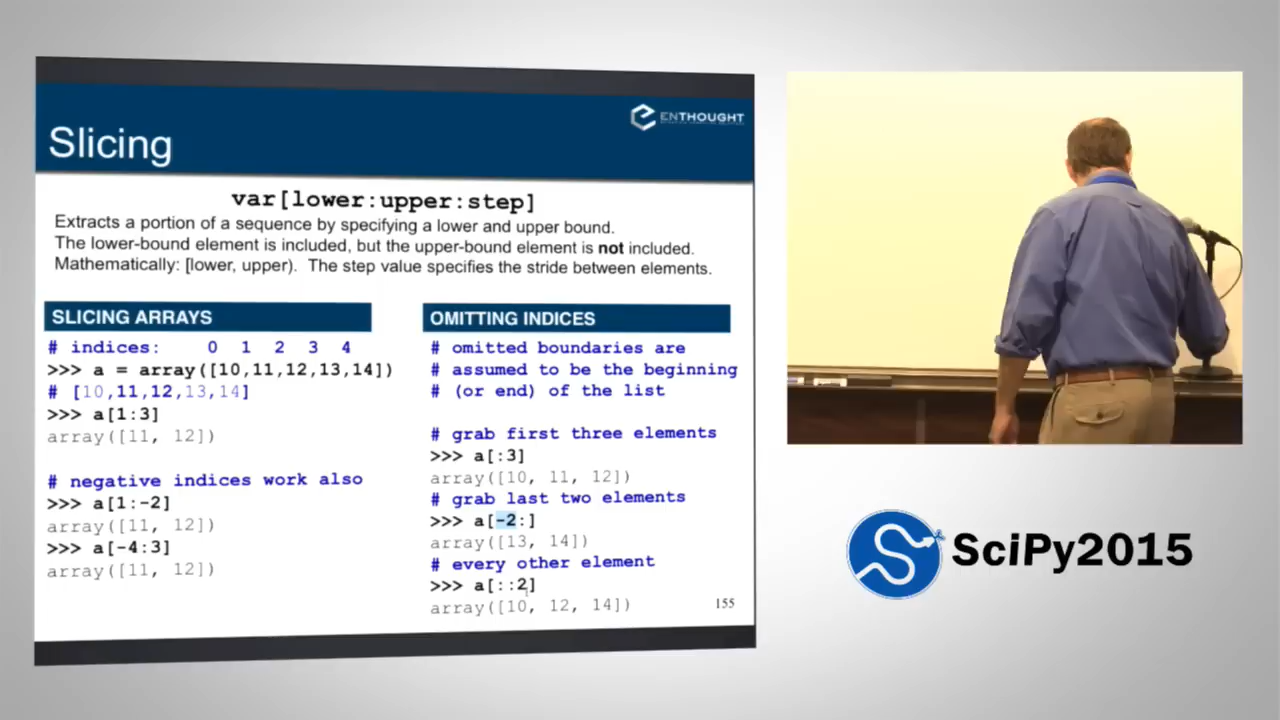 Slicing
ENTHOUGHT
var[lower:upper:step]
Extracts a portion of a sequence by specifying a lower and upper bound.
The lower-bound element is included, but the upper-bound element is not included.
Mathematically: [lower, upper). The step value specifies the stride between elements.
SLICING ARRAYS
# indices: 0 1 2 3 4
>>> a = array([10,11,12,13,14])
# [10,11,12,13,14]
>>> a[1:3]
array([11, 12])
# negative indices work also
>>> a[1:-2]
array([11, 12])
>>> a[-4:3]
array([11, 12])
OMITTING INDICES
# omitted boundaries are
# assumed to be the beginning
# (or end) of the list
# grab first three elements
>>> a[:3]
array([10, 11, 12])
# grab last two elements
>>> a[-2:]
array([13, 14])
# every other element
>>> a[::2]
array([10, 12, 14])
155
SciPy2015